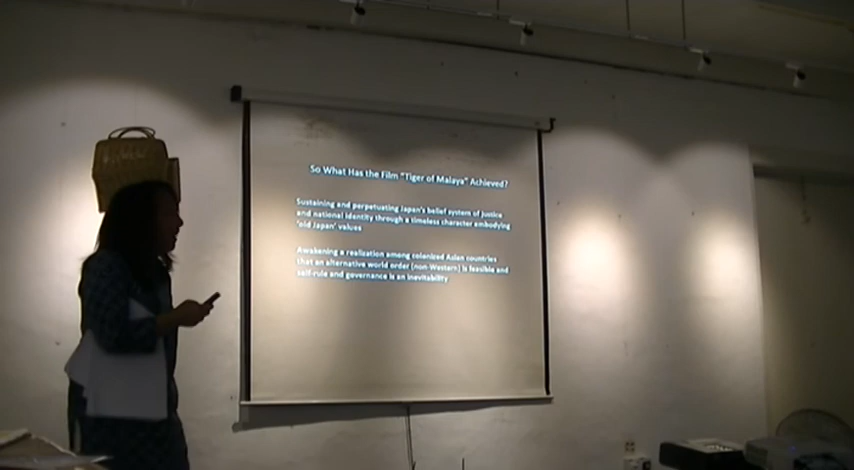 So What Has the Film "Tiger of Malaya" Achieved?
Sustaining and perpetuating Japan's belief system of justice
and national identity through a timeless character embodying
'old Japan' values
Awakening a realization among colonized Asian countries
that an alternative world order (non-Western) is feasible and
self-rule and governance is an inevitability